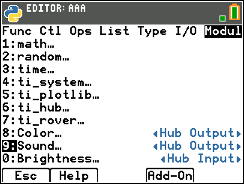 EDITOR: AAA
Func Ctl Ops List Type I/O Modul
1:math…
2:random…
3:time…
4:ti_system…
5:ti_plotlib…
6:ti_hub…
7:ti_rover…
8:Color… ◀Hub Output▶
9:Sound… ◀Hub Output▶
0:Brightness… ◀Hub Input▶
Esc Help Add-On